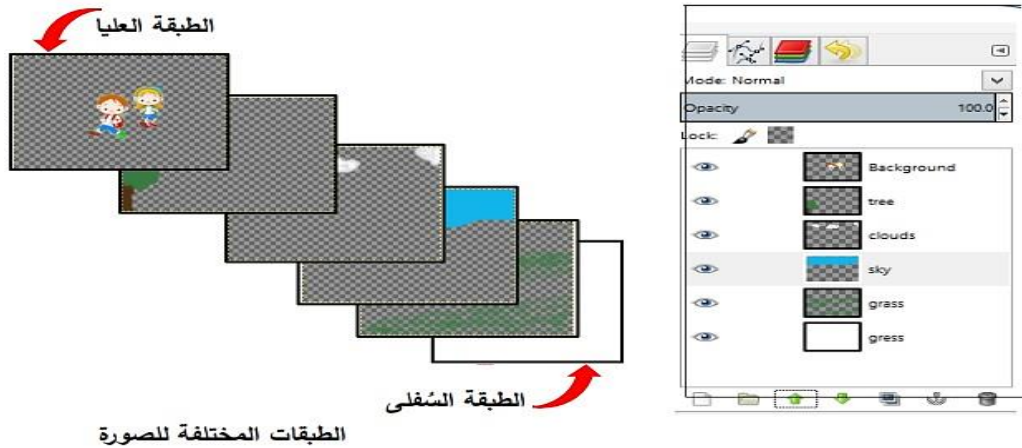 الطبقة العليا
الطبقة السُفلى
الطبقات المختلفة للصورة
Mode: Normal
Opacity 100.0
Lock:
Background
tree
clouds
sky
grass
gress